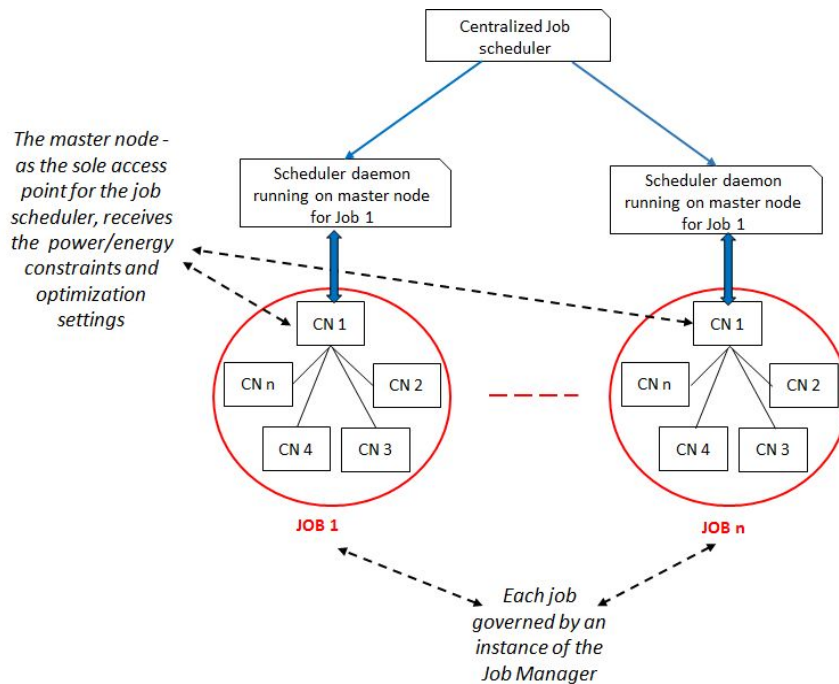 Centralized Job
scheduler
The master node -
as the sole access
point for the job
scheduler, receives
the power/energy
constraints and
optimization
settings
Scheduler daemon
running on master node
for Job 1
Scheduler daemon
running on master node
for Job 1
CN 1
CN n
CN 2
CN 4
CN 3
JOB 1
CN 1
CN n
CN 2
CN 4
CN 3
JOB n
Each job
governed by an
instance of the
Job Manager